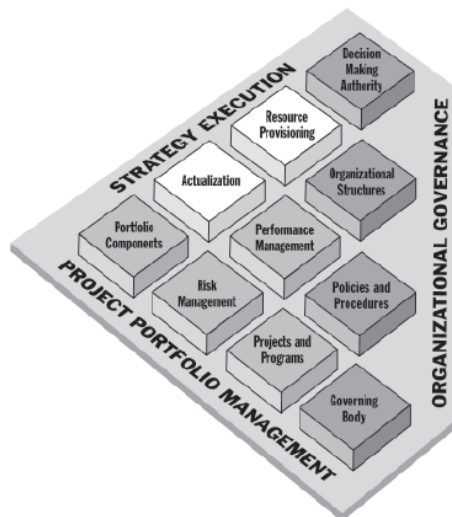 STRATEGY EXECUTION
Decision
Making
Authority
Resource
Provisioning
Actualization
Organizational
Structures
Portfolio
Components
Performance
Management
Risk
Management
Policies and
Procedures
Projects and
Programs
Governing
Body
PROJECT PORTFOLIO MANAGEMENT
ORGANIZATIONAL GOVERNANCE